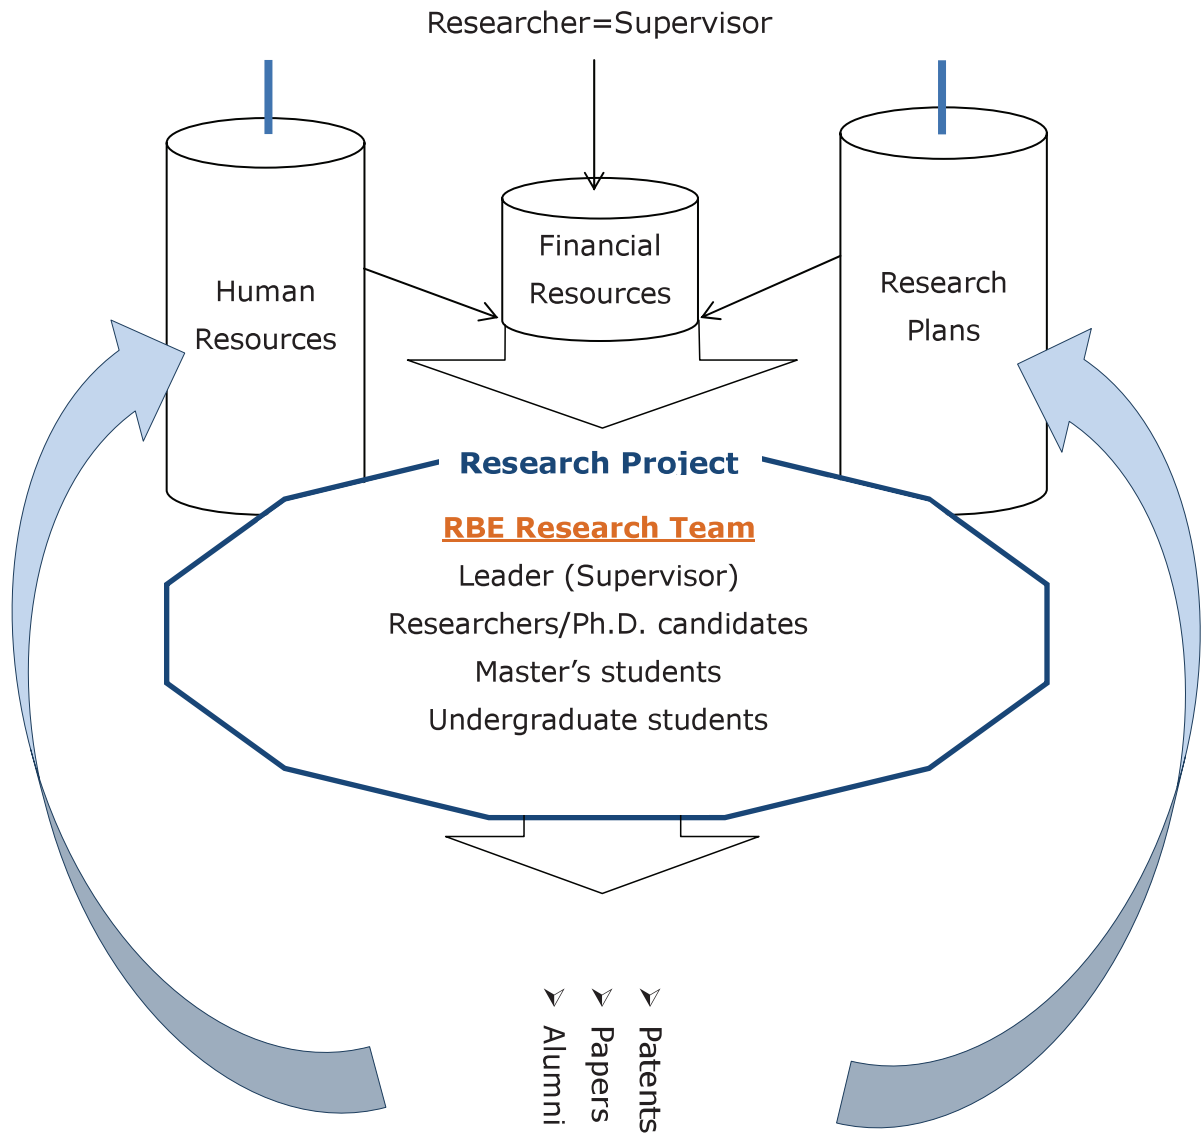 Researcher=Supervisor
Financial
Resources
Human
Resources
Research
Plans
Research Project
RBE Research Team
Leader (Supervisor)
Researchers/Ph.D. candidates
Master’s students
Undergraduate students
Patents
Papers
Alumni